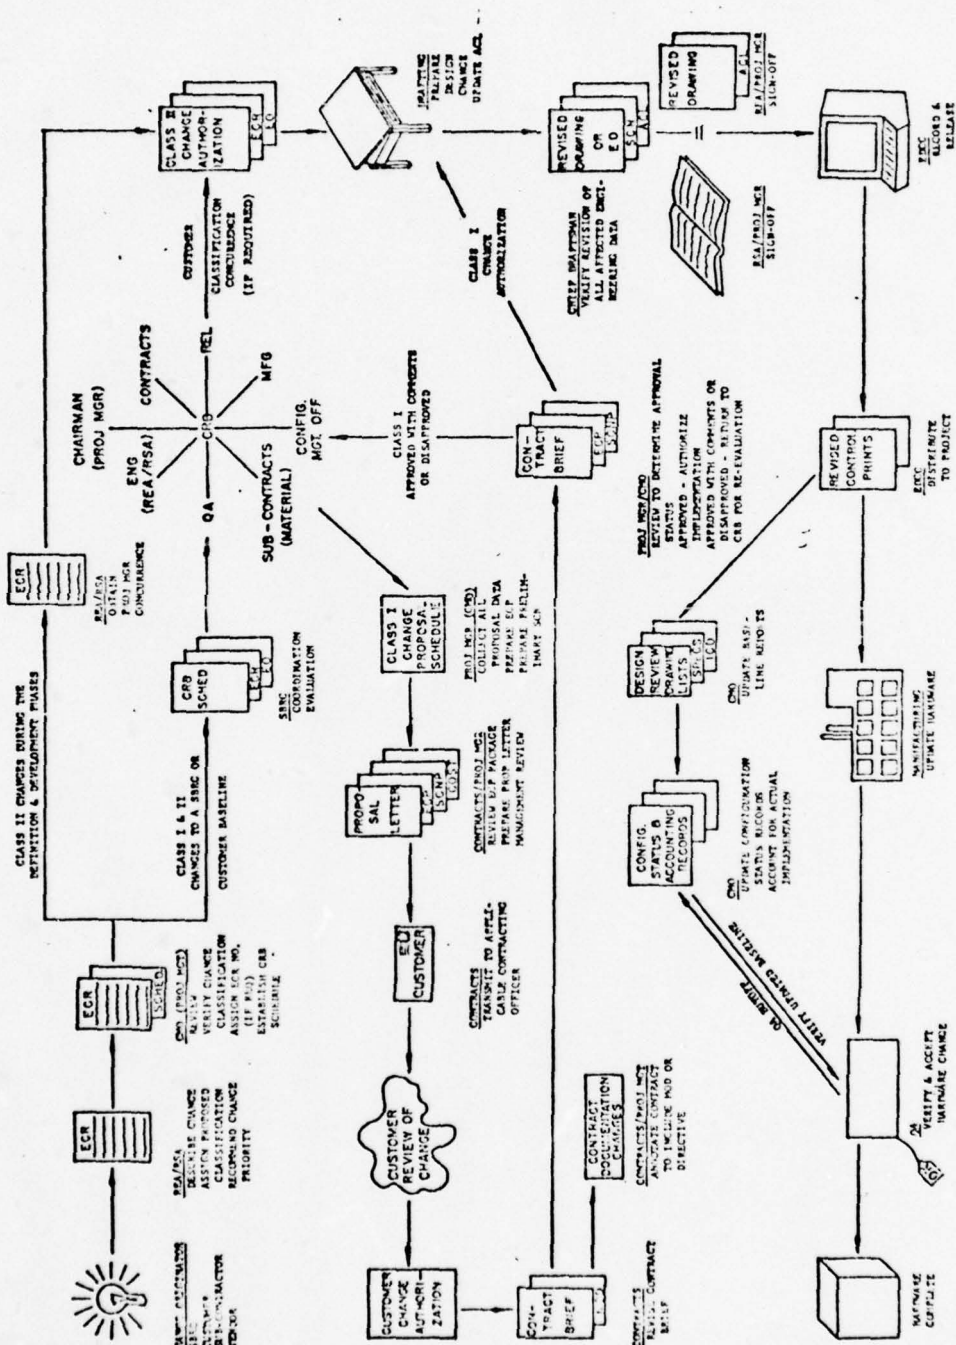 ECR
REA/RSA
DESCRIBE CHANGE
ASSIGN PROPOSED
CLASSIFICATION
RECOMMEND CHANGE
PRIORITY
ECR
SCHED
CMO (PROJ MGT)
REVIEW
VERIFY CHANGE
CLASSIFICATION
ASSIGN ECR NO.
ESTABLISH CRB
SCHEDULE
CLASS II CHANGES DURING THE
DEFINITION & DEVELOPMENT PHASES
CLASS I & II
CHANGES TO A SBRC OR
CUSTOMER BASELINE
ECR
REA/RSA
OBTAIN
PROJ MGR
CONCURRENCE
CRB
SCHED
ECR
EO
SBRC
COORDINATION
EVALUATION
CHAIRMAN
(PROJ MGR)
CONTRACTS
ENG
(REA/RSA)
QA
CRB
REL
MFG
SUB-CONTRACTS
(MATERIAL)
CONFIG.
MGT. OFF
CUSTOMER
CLASSIFICATION
CONCURRENCE
(IF REQUIRED)
CLASS II
CHANGE
AUTHOR-
IZATION
ECR
EO
DRAFTING
PREPARE
DESIGN
CHANGE
UPDATE ACL
CLASS I
CHANGE
PROPOSAL
SCHEDULE
PROJ MGR (CMO)
COLLECT ALL
PROPOSAL DATA
PREPARE ECP
PREPARE PRELIM-
INARY SCN
PROPO
SAL
LETTER
ECP
SCNP
COST
CONTRACTS/PROJ MGR
REVIEW ECP PACKAGE
PREPARE PROP LETTER
MANAGEMENT REVIEW
CUSTOMER
CONTRACTS
TRANSMIT TO APPLI-
CABLE CONTRACTING
OFFICER
CUSTOMER
REVIEW OF
CHANGE
CUSTOMER
CHANGE
AUTHORI-
ZATION
CON-
TRACT
BRIEF
CONTRACTS
REVISE CONTRACT
BRIEF
CONTRACT
DOCUMENTATION
CHANGES
CONTRACTS/PROJ MGT
ANNOTATE CONTRACT
TO INCLUDE MOD OR
DIRECTIVE
CON-
TRACT
BRIEF
ECP
SCNP
CLASS I
APPROVED WITH COMMENTS
OR DISAPPROVED
CLASS I
CHANGE
AUTHORIZATION
PROJ MGR/CMO
REVIEW TO DETERMINE APPROVAL
STATUS
APPROVED - AUTHORIZE
IMPLEMENTATION
APPROVED WITH COMMENTS OR
DISAPPROVED - RETURN TO
CRB FOR RE-EVALUATION
REVISED
DRAWING
OR
EO
SCN
ACL
CHIEF DRAFTSMAN
VERIFY REVISION OF
ALL AFFECTED ENGI-
NEERING DATA
REVISED
DRAWING
ACL
REA/PROJ MGR
SIGN-OFF
RSA/PROJ MGR
SIGN-OFF
EDCC
RECORD &
RELEASE
REVISED
CONTROL
PRINTS
EDCC
DISTRIBUTE
TO PROJECT
DESIGN
REVIEW
DRAWING
LISTS
SPECS
ICD
CMO
UPDATE BASE-
LINE REPORTS
CONFIG.
STATUS &
ACCOUNTING
RECORDS
CMO
UPDATE CONFIGURATION
STATUS RECORDS
ACCOUNT FOR ACTUAL
IMPLEMENTATION
VERIFY UPDATED BASELINE
QA BUYOFF
MANUFACTURING
UPDATE HARDWARE
QA
VERIFY & ACCEPT
HARDWARE CHANGE
HARDWARE
COMPLETE